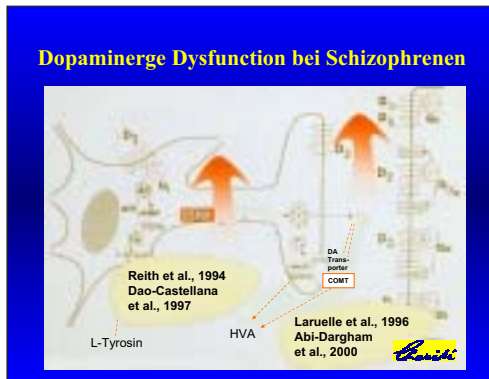 Dopaminerge Dysfunction bei Schizophrenen
DA
Trans-
porter
COMT
Reith et al., 1994
Dao-Castellana
et al., 1997
L-Tyrosin
HVA
Laruelle et al., 1996
Abi-Dargham
et al., 2000
Charité